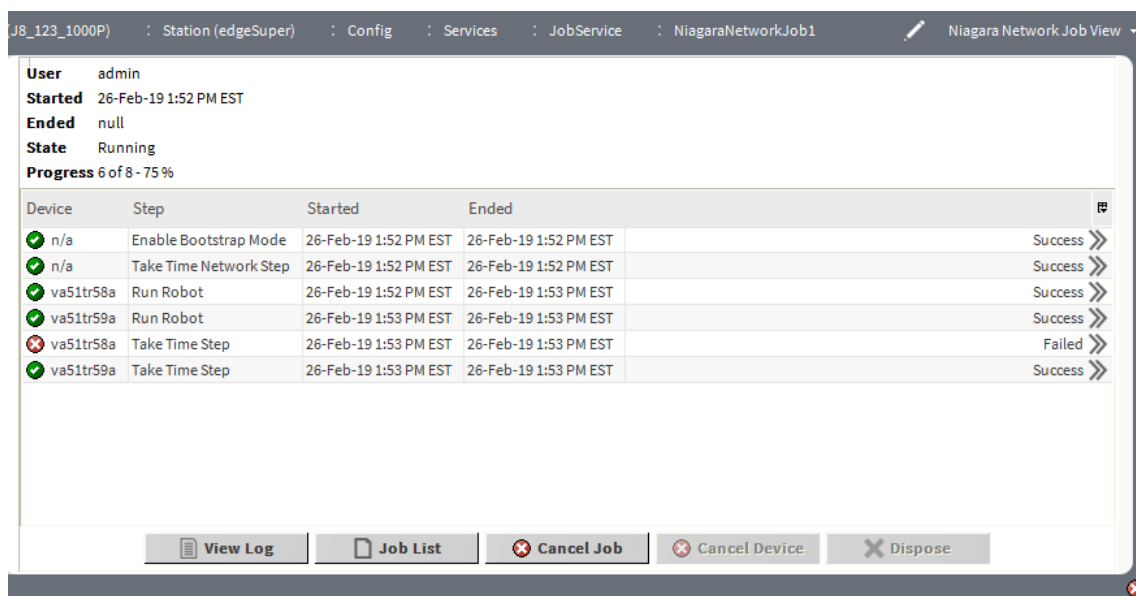 (J8_123_1000P) : Station (edgeSuper) : Config : Services : JobService : NiagaraNetworkJob1 Niagara Network Job View
User admin
Started 26-Feb-19 1:52 PM EST
Ended null
State Running
Progress 6 of 8 - 75 %
Device Step Started Ended
n/a Enable Bootstrap Mode 26-Feb-19 1:52 PM EST 26-Feb-19 1:52 PM EST Success
n/a Take Time Network Step 26-Feb-19 1:52 PM EST 26-Feb-19 1:52 PM EST Success
va51tr58a Run Robot 26-Feb-19 1:52 PM EST 26-Feb-19 1:53 PM EST Success
va51tr59a Run Robot 26-Feb-19 1:53 PM EST 26-Feb-19 1:53 PM EST Success
va51tr58a Take Time Step 26-Feb-19 1:53 PM EST 26-Feb-19 1:53 PM EST Failed
va51tr59a Take Time Step 26-Feb-19 1:53 PM EST 26-Feb-19 1:53 PM EST Success
View Log Job List Cancel Job Cancel Device Dispose